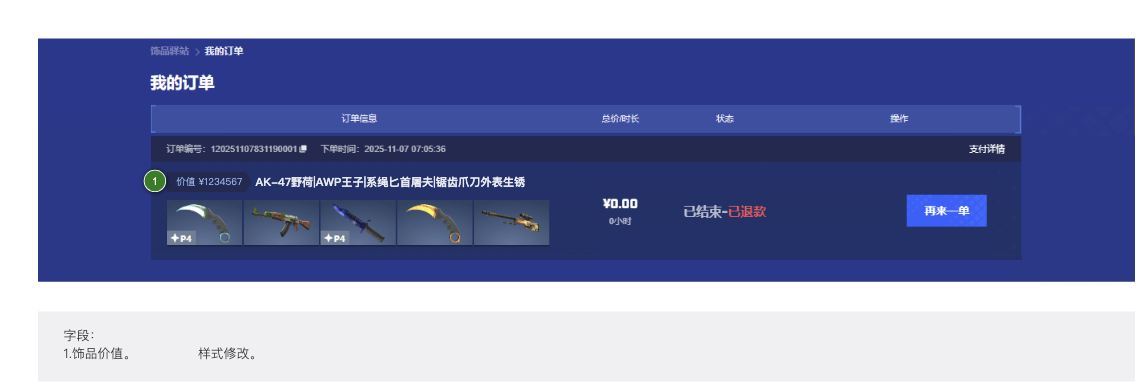 饰品驿站 > 我的订单
我的订单
订单信息 总价/时长 状态 操作
订单编号：120251107831190001 下单时间：2025-11-07 07:05:36 支付详情
1 价值 ¥1234567 AK-47野荷|AWP王子|系绳匕首屠夫|锯齿爪刀外表生锈
¥0.00
0小时
已结束-已退款
再来一单
P4 P4
字段：
1.饰品价值。 样式修改。